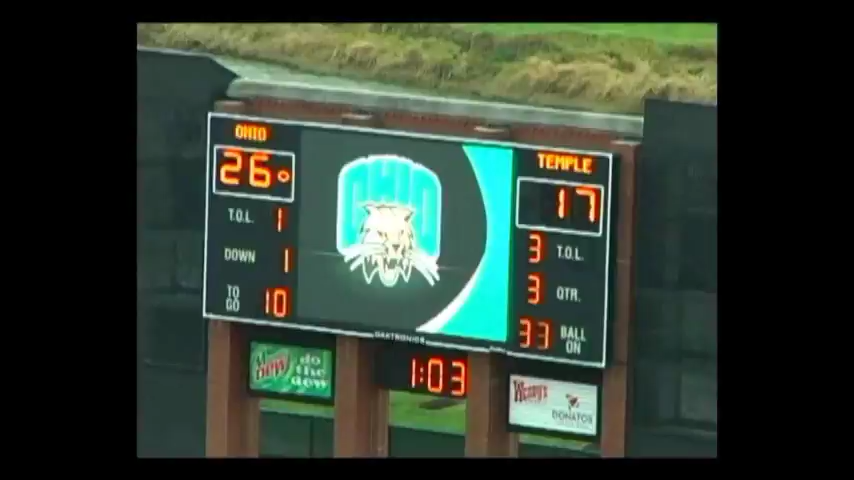 OHIO
26
TEMPLE
17
OHIO
T.O.L. 1
DOWN 1
TO GO 10
3 T.O.L.
3 QTR.
33 BALL ON
DAKTRONICS
Mtn Dew do the dew
1:03
Wendy's
DONATOS